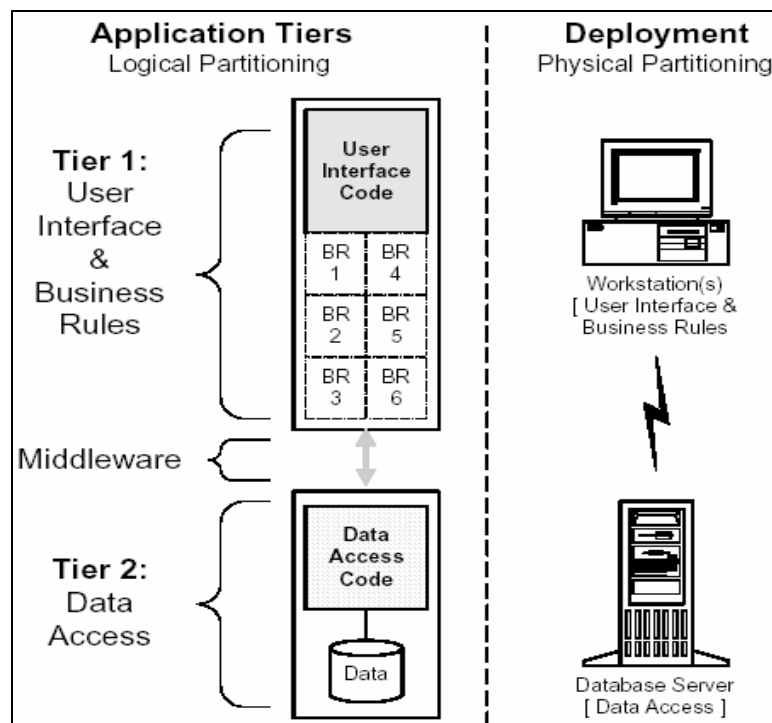 Application Tiers
Logical Partitioning
Deployment
Physical Partitioning
Tier 1:
User
Interface
&
Business
Rules
User
Interface
Code
BR
1
BR
4
BR
2
BR
5
BR
3
BR
6
Workstation(s)
[ User Interface &
Business Rules
Middleware
Tier 2:
Data
Access
Data
Access
Code
Data
Database Server
[ Data Access ]